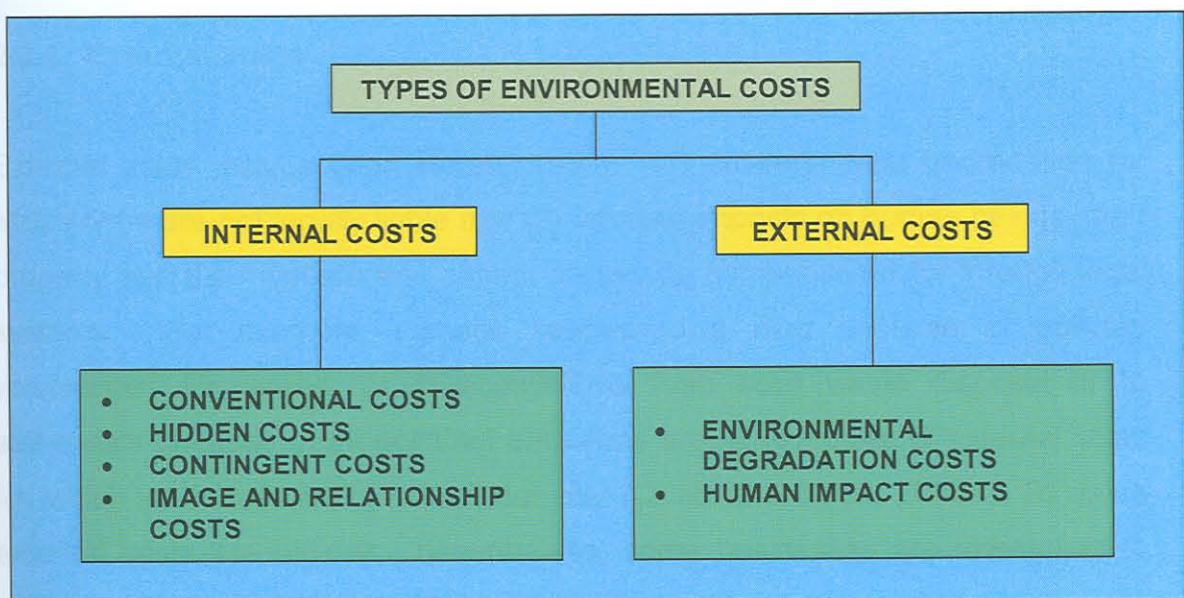 TYPES OF ENVIRONMENTAL COSTS
INTERNAL COSTS
EXTERNAL COSTS
• CONVENTIONAL COSTS
• HIDDEN COSTS
• CONTINGENT COSTS
• IMAGE AND RELATIONSHIP
COSTS
• ENVIRONMENTAL
DEGRADATION COSTS
• HUMAN IMPACT COSTS